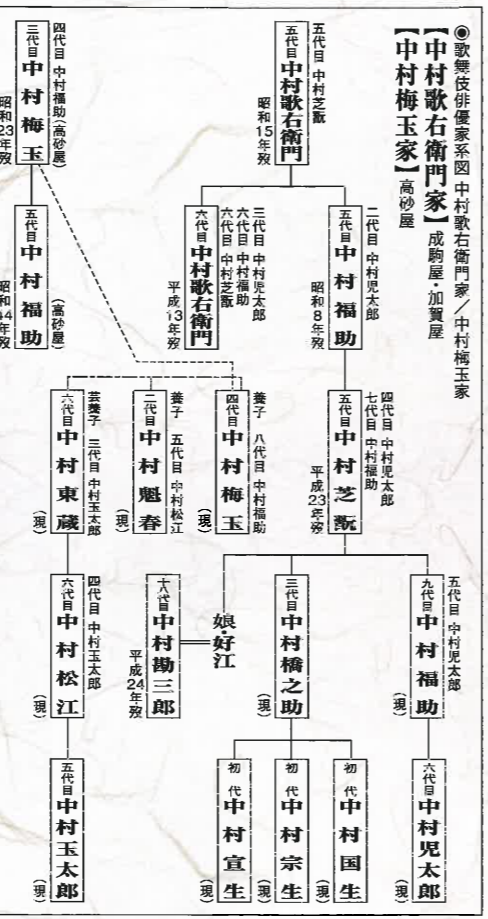 ◉歌舞伎俳優家系図 中村歌右衛門家／中村梅玉家
【中村歌右衛門家】成駒屋・加賀屋
【中村梅玉家】高砂屋
五代目 中村芝翫
五代目 中村歌右衛門
昭和15年歿
二代目 中村児太郎
五代目 中村福助
昭和8年歿
三代目 中村児太郎
六代目 中村福助
六代目 中村芝翫
六代目 中村歌右衛門
平成13年歿
四代目 中村福助(高砂屋)
三代目 中村梅玉
昭和23年歿
(高砂屋)
五代目 中村福助
昭和44年歿
四代目 中村児太郎
七代目 中村福助
五代目 中村芝翫
平成23年歿
養子 八代目 中村福助
四代目 中村梅玉
(現)
養子 五代目 中村松江
二代目 中村魁春
(現)
芸養子 三代目 中村玉太郎
六代目 中村東蔵
(現)
五代目 中村児太郎
九代目 中村福助
(現)
三代目 中村橋之助
(現)
娘・好江
十八代目 中村勘三郎
平成24年歿
四代目 中村玉太郎
六代目 中村松江
(現)
六代目 中村児太郎
(現)
初代 中村国生
(現)
初代 中村宗生
(現)
初代 中村宜生
(現)
五代目 中村玉太郎
(現)